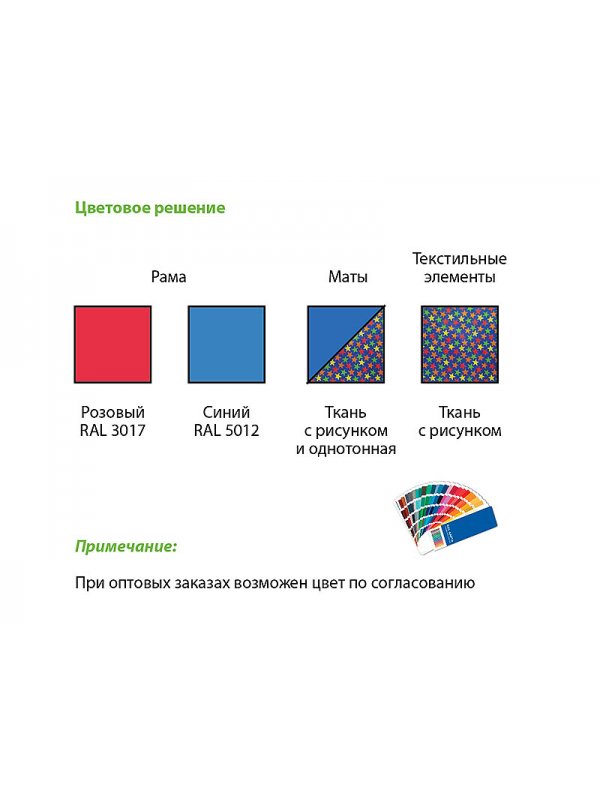 Цветовое решение
Рама
Маты
Текстильные
элементы
Розовый
RAL 3017
Синий
RAL 5012
Ткань
с рисунком
и однотонная
Ткань
с рисунком
Примечание:
При оптовых заказах возможен цвет по согласованию